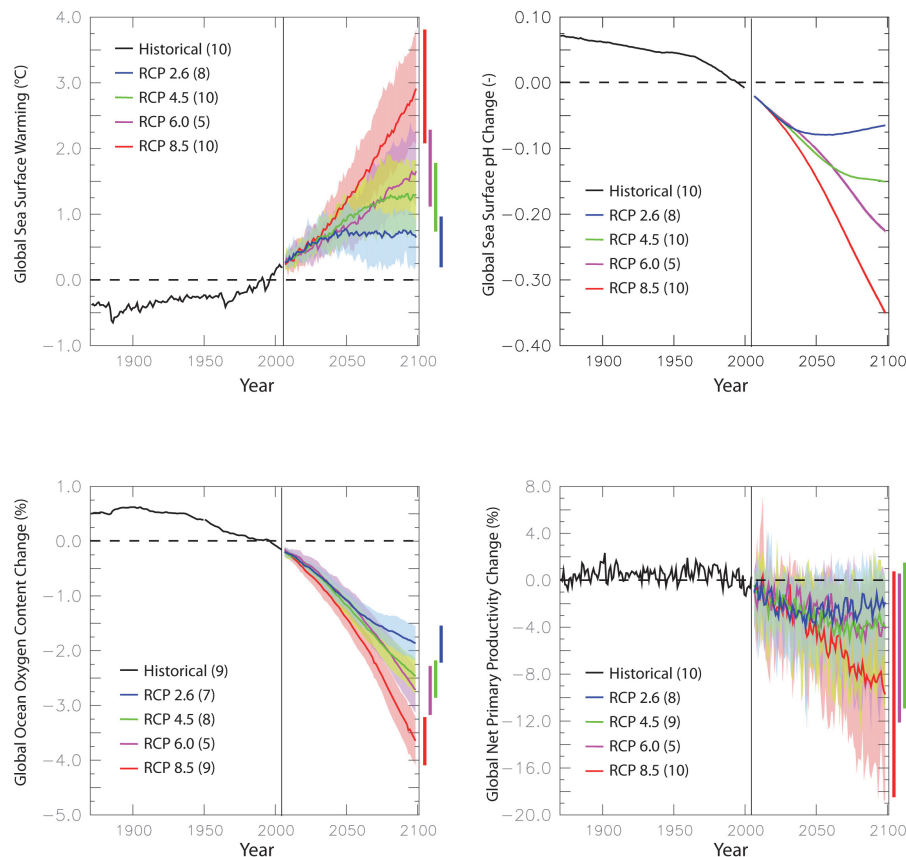 Global Sea Surface Warming (°C)
4.0
3.0
2.0
1.0
0.0
−1.0
Historical (10)
RCP 2.6 (8)
RCP 4.5 (10)
RCP 6.0 (5)
RCP 8.5 (10)
1900
1950
2000
2050
2100
Year
Global Sea Surface pH Change (-)
0.00
−0.10
−0.20
−0.30
−0.40
Historical (10)
RCP 2.6 (8)
RCP 4.5 (10)
RCP 6.0 (5)
RCP 8.5 (10)
1900
1950
2000
2050
2100
Year
Global Ocean Oxygen Content Change (%)
1.0
0.0
−1.0
−2.0
−3.0
−4.0
−5.0
Historical (9)
RCP 2.6 (7)
RCP 4.5 (8)
RCP 6.0 (5)
RCP 8.5 (9)
1900
1950
2000
2050
2100
Year
Global Net Primary Productivity Change (%)
8.0
4.0
0.0
−4.0
−8.0
−12.0
−16.0
−20.0
Historical (10)
RCP 2.6 (8)
RCP 4.5 (9)
RCP 6.0 (5)
RCP 8.5 (10)
1900
1950
2000
2050
2100
Year